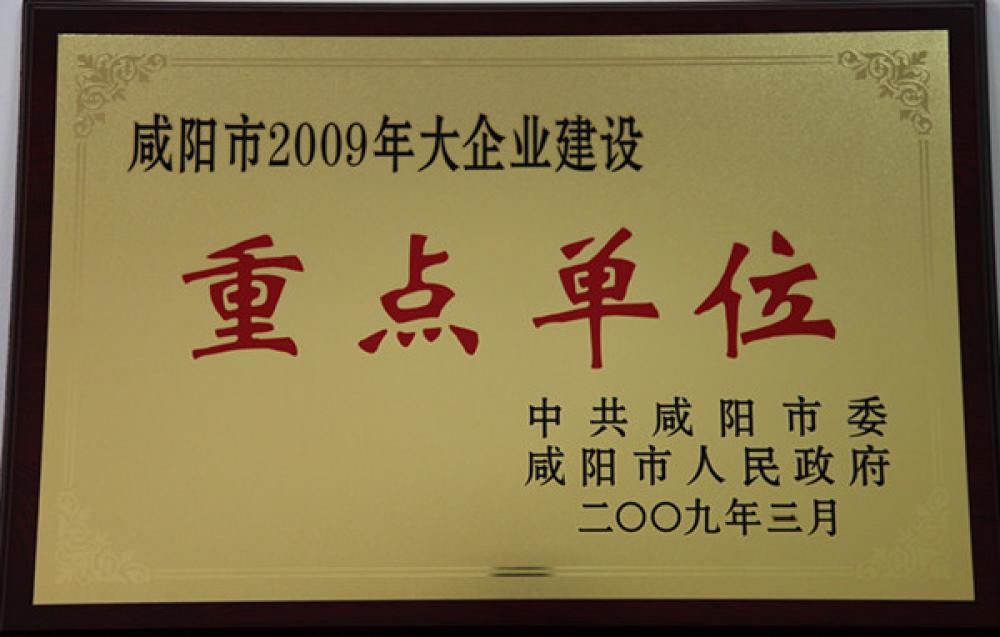 咸阳市2009年大企业建设
重点单位
中共咸阳市委
咸阳市人民政府
二〇〇九年三月